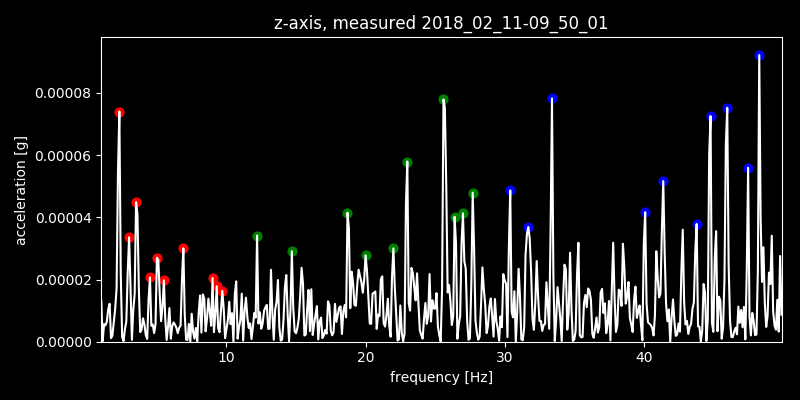 z-axis, measured 2018_02_11-09_50_01
0.00008
0.00006
0.00004
0.00002
0.00000
acceleration [g]
10 20 30 40
frequency [Hz]